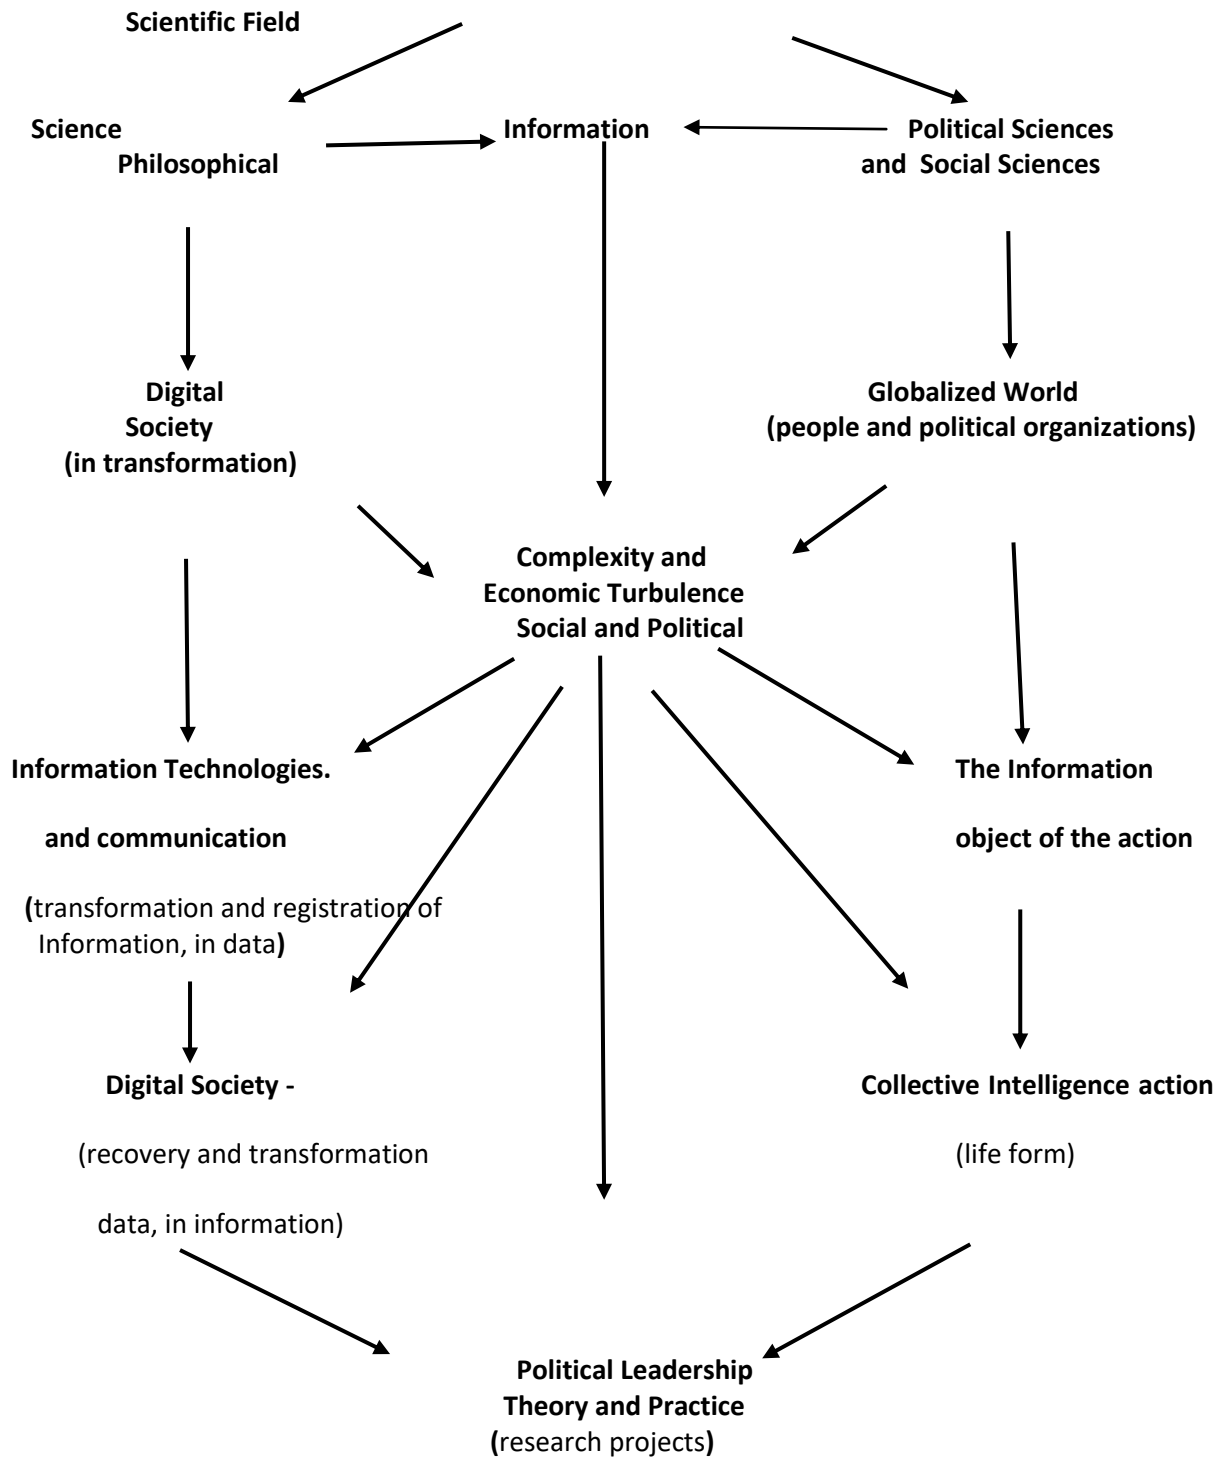 Scientific Field
Science
Philosophical
Information
Political Sciences
and Social Sciences
Digital
Society
(in transformation)
Globalized World
(people and political organizations)
Complexity and
Economic Turbulence
Social and Political
Information Technologies.
and communication
(transformation and registration of
Information, in data)
The Information
object of the action
Digital Society -
(recovery and transformation
data, in information)
Collective Intelligence action
(life form)
Political Leadership
Theory and Practice
(research projects)